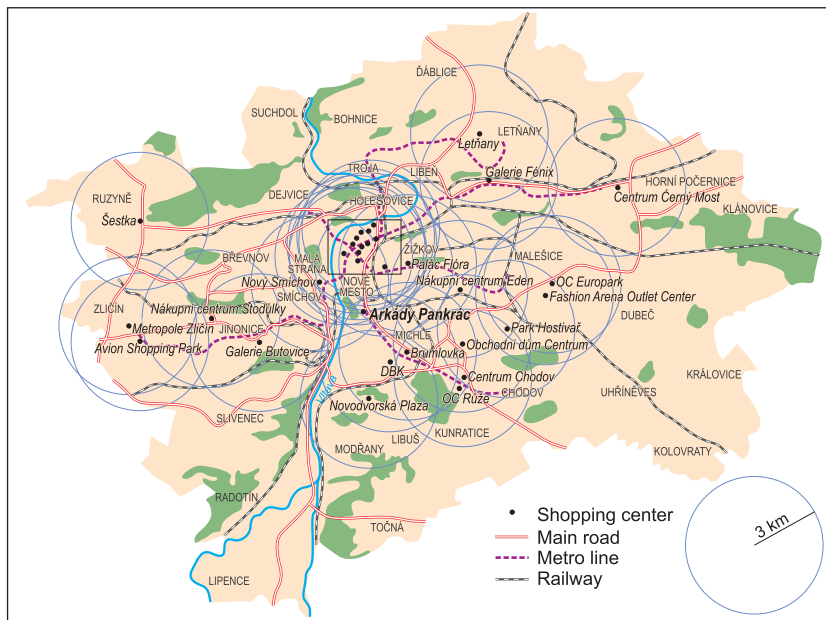 ĎÁBLICE
SUCHDOL
BOHNICE
LETŇANY
Letňany
TROJA
LIBEŇ
Galerie Fénix
HORNÍ POČERNICE
DEJVICE
Centrum Černý Most
RUZYNĚ
HOLEŠOVICE
KLÁNOVICE
Šestka
ŽIŽKOV
BŘEVNOV
MALÁ
STRANA
Palác Flóra
MALEŠICE
Nový Smíchov
NOVÉ
MĚSTO
Nákupní centrum Eden
OC Europark
SMÍCHOV
Fashion Arena Outlet Center
ZLIČÍN
Nákupní centrum Stodůlky
Arkády Pankrác
DUBEČ
Metropole Zličín
JINONICE
MICHLE
Park Hostivař
Avion Shopping Park
Galerie Butovice
Brumlovka
Obchodní dům Centrum
DBK
Centrum Chodov
KRÁLOVICE
Vltava
OC Růže
CHODOV
UHŘÍNĚVES
Novodvorská Plaza
SLIVENEC
KUNRATICE
LIBUŠ
MODŘANY
KOLOVRATY
RADOTÍN
TOČNÁ
LIPENCE
Shopping center
Main road
Metro line
Railway
3 km